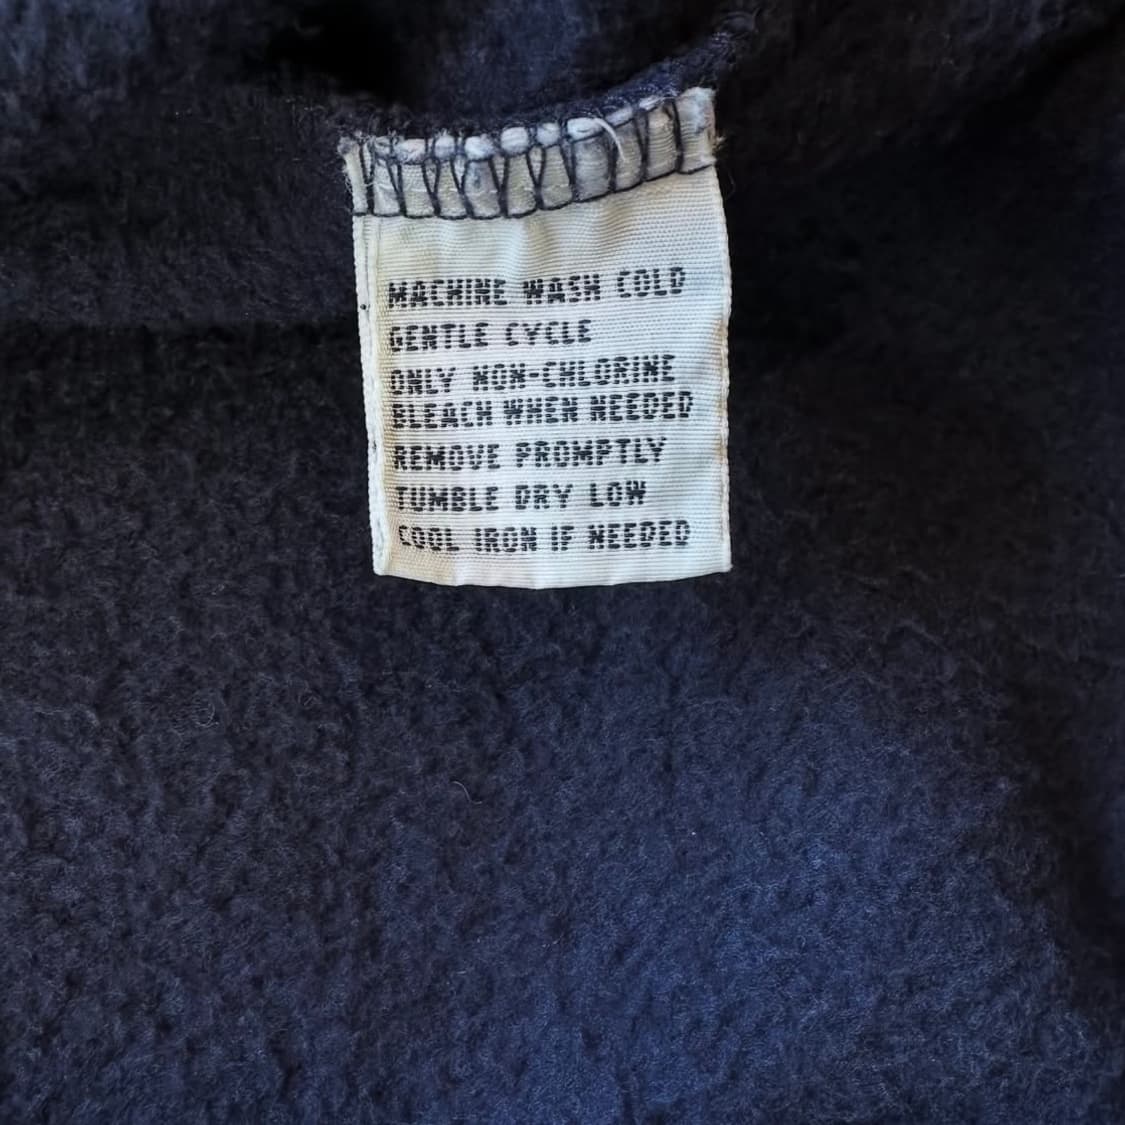 MACHINE WASH COLD
GENTLE CYCLE
ONLY NON-CHLORINE
BLEACH WHEN NEEDED
REMOVE PROMPTLY
TUMBLE DRY LOW
COOL IRON IF NEEDED